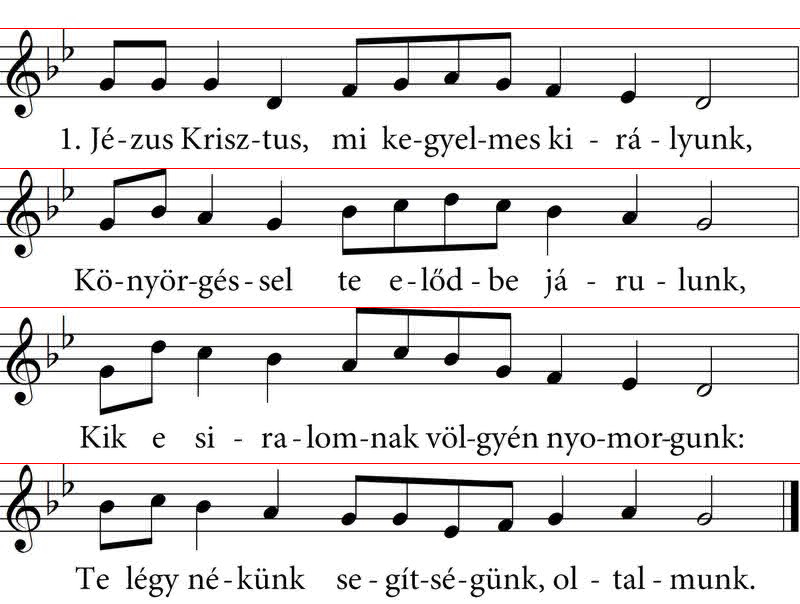 1. Jé-zus Krisz-tus, mi ke-gyel-mes ki - rá - lyunk,
Kö-nyör-gés-sel te e-lőd-be já - ru - lunk,
Kik e si - ra-lom-nak völ-gyén nyo-mor-gunk:
Te légy né-künk se-gít-sé-günk, ol - tal - munk.